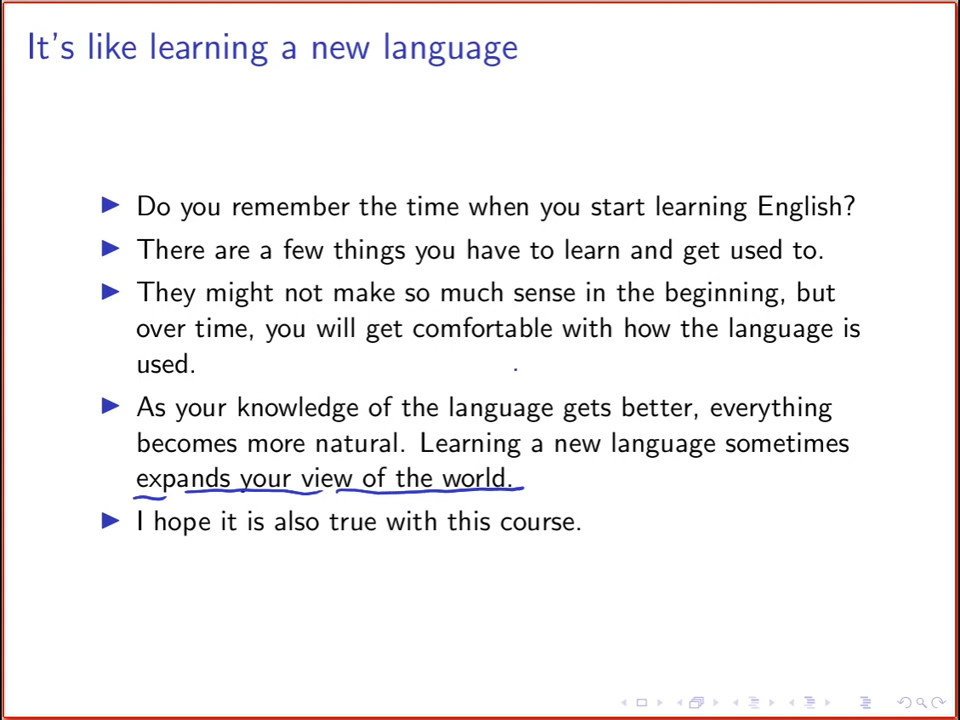 It's like learning a new language
Do you remember the time when you start learning English?
There are a few things you have to learn and get used to.
They might not make so much sense in the beginning, but
over time, you will get comfortable with how the language is
used.
As your knowledge of the language gets better, everything
becomes more natural. Learning a new language sometimes
expands your view of the world.
I hope it is also true with this course.